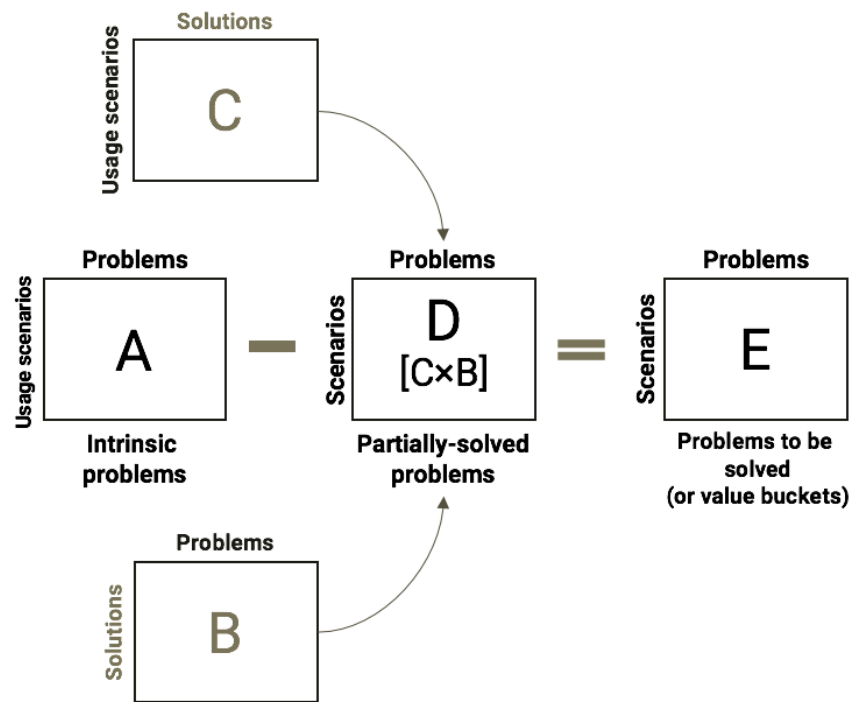 Solutions
Usage scenarios
C
Problems
Usage scenarios
A
Intrinsic
problems
Problems
Scenarios
D
[C×B]
Partially-solved
problems
Problems
Scenarios
E
Problems to be
solved
(or value buckets)
Problems
Solutions
B